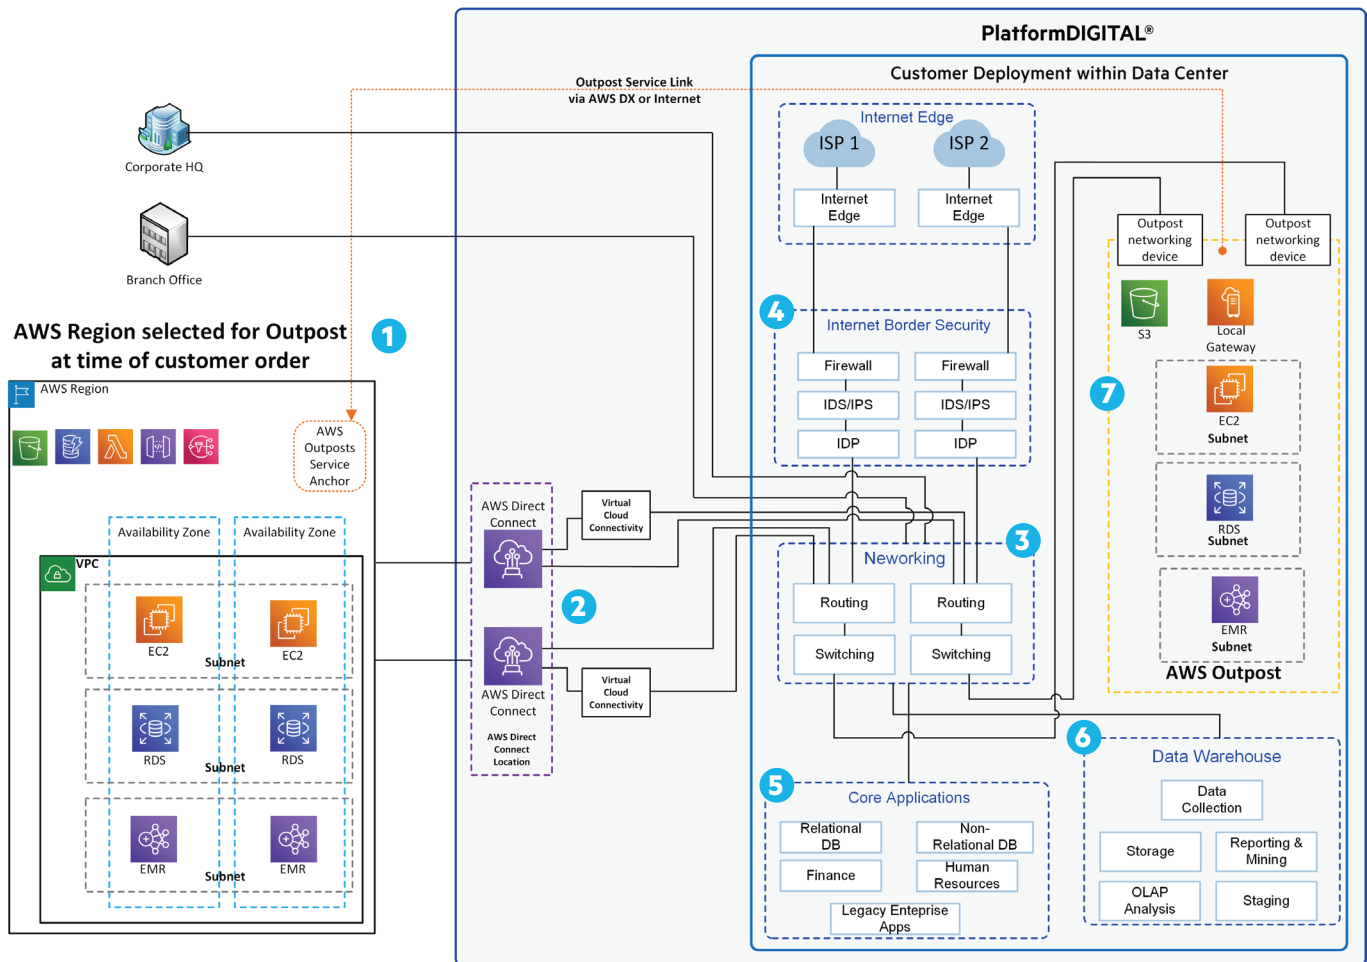 PlatformDIGITAL®
Customer Deployment within Data Center
Outpost Service Link
via AWS DX or Internet
Corporate HQ
Branch Office
AWS Region selected for Outpost
at time of customer order
1
AWS Region
AWS
Outposts
Service
Anchor
Availability Zone
Availability Zone
VPC
EC2
EC2
Subnet
RDS
RDS
Subnet
EMR
EMR
Subnet
AWS Direct
Connect
2
AWS Direct
Connect
AWS Direct
Connect
Location
Virtual
Cloud
Connectivity
Virtual
Cloud
Connectivity
Internet Edge
ISP 1
ISP 2
Internet
Edge
Internet
Edge
4
Internet Border Security
Firewall
Firewall
IDS/IPS
IDS/IPS
IDP
IDP
3
Neworking
Routing
Routing
Switching
Switching
5
Core Applications
Relational
DB
Non-
Relational DB
Finance
Human
Resources
Legacy Enteprise
Apps
6
Data Warehouse
Data
Collection
Storage
Reporting &
Mining
OLAP
Analysis
Staging
Outpost
networking
device
Outpost
networking
device
S3
Local
Gateway
7
EC2
Subnet
RDS
Subnet
EMR
Subnet
AWS Outpost